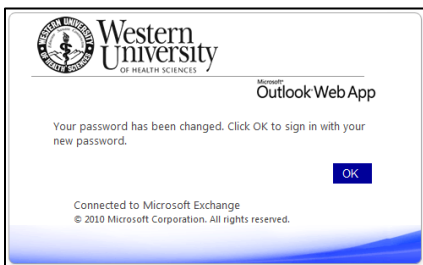 Western
University
OF HEALTH SCIENCES
Microsoft®
Outlook Web App
Your password has been changed. Click OK to sign in with your
new password.
OK
Connected to Microsoft Exchange
© 2010 Microsoft Corporation. All rights reserved.